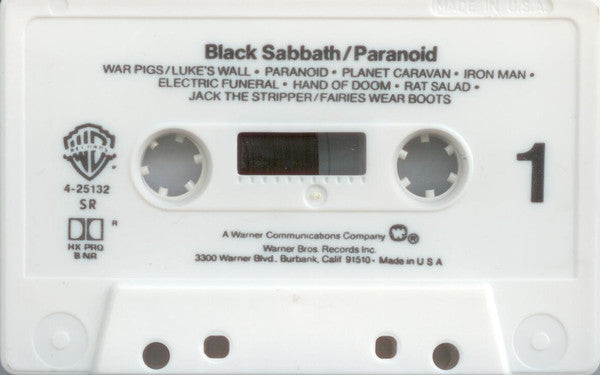 MADE IN U.S.A.
Black Sabbath/Paranoid
WAR PIGS/LUKE'S WALL • PARANOID • PLANET CARAVAN • IRON MAN •
ELECTRIC FUNERAL • HAND OF DOOM • RAT SALAD •
JACK THE STRIPPER/FAIRIES WEAR BOOTS
WB
RECORDS
4-25132
SR
R
HX PRO
B NR
1
A Warner Communications Company ®
Warner Bros. Records Inc.
3300 Warner Blvd., Burbank, Calif 91510 - Made in U S A